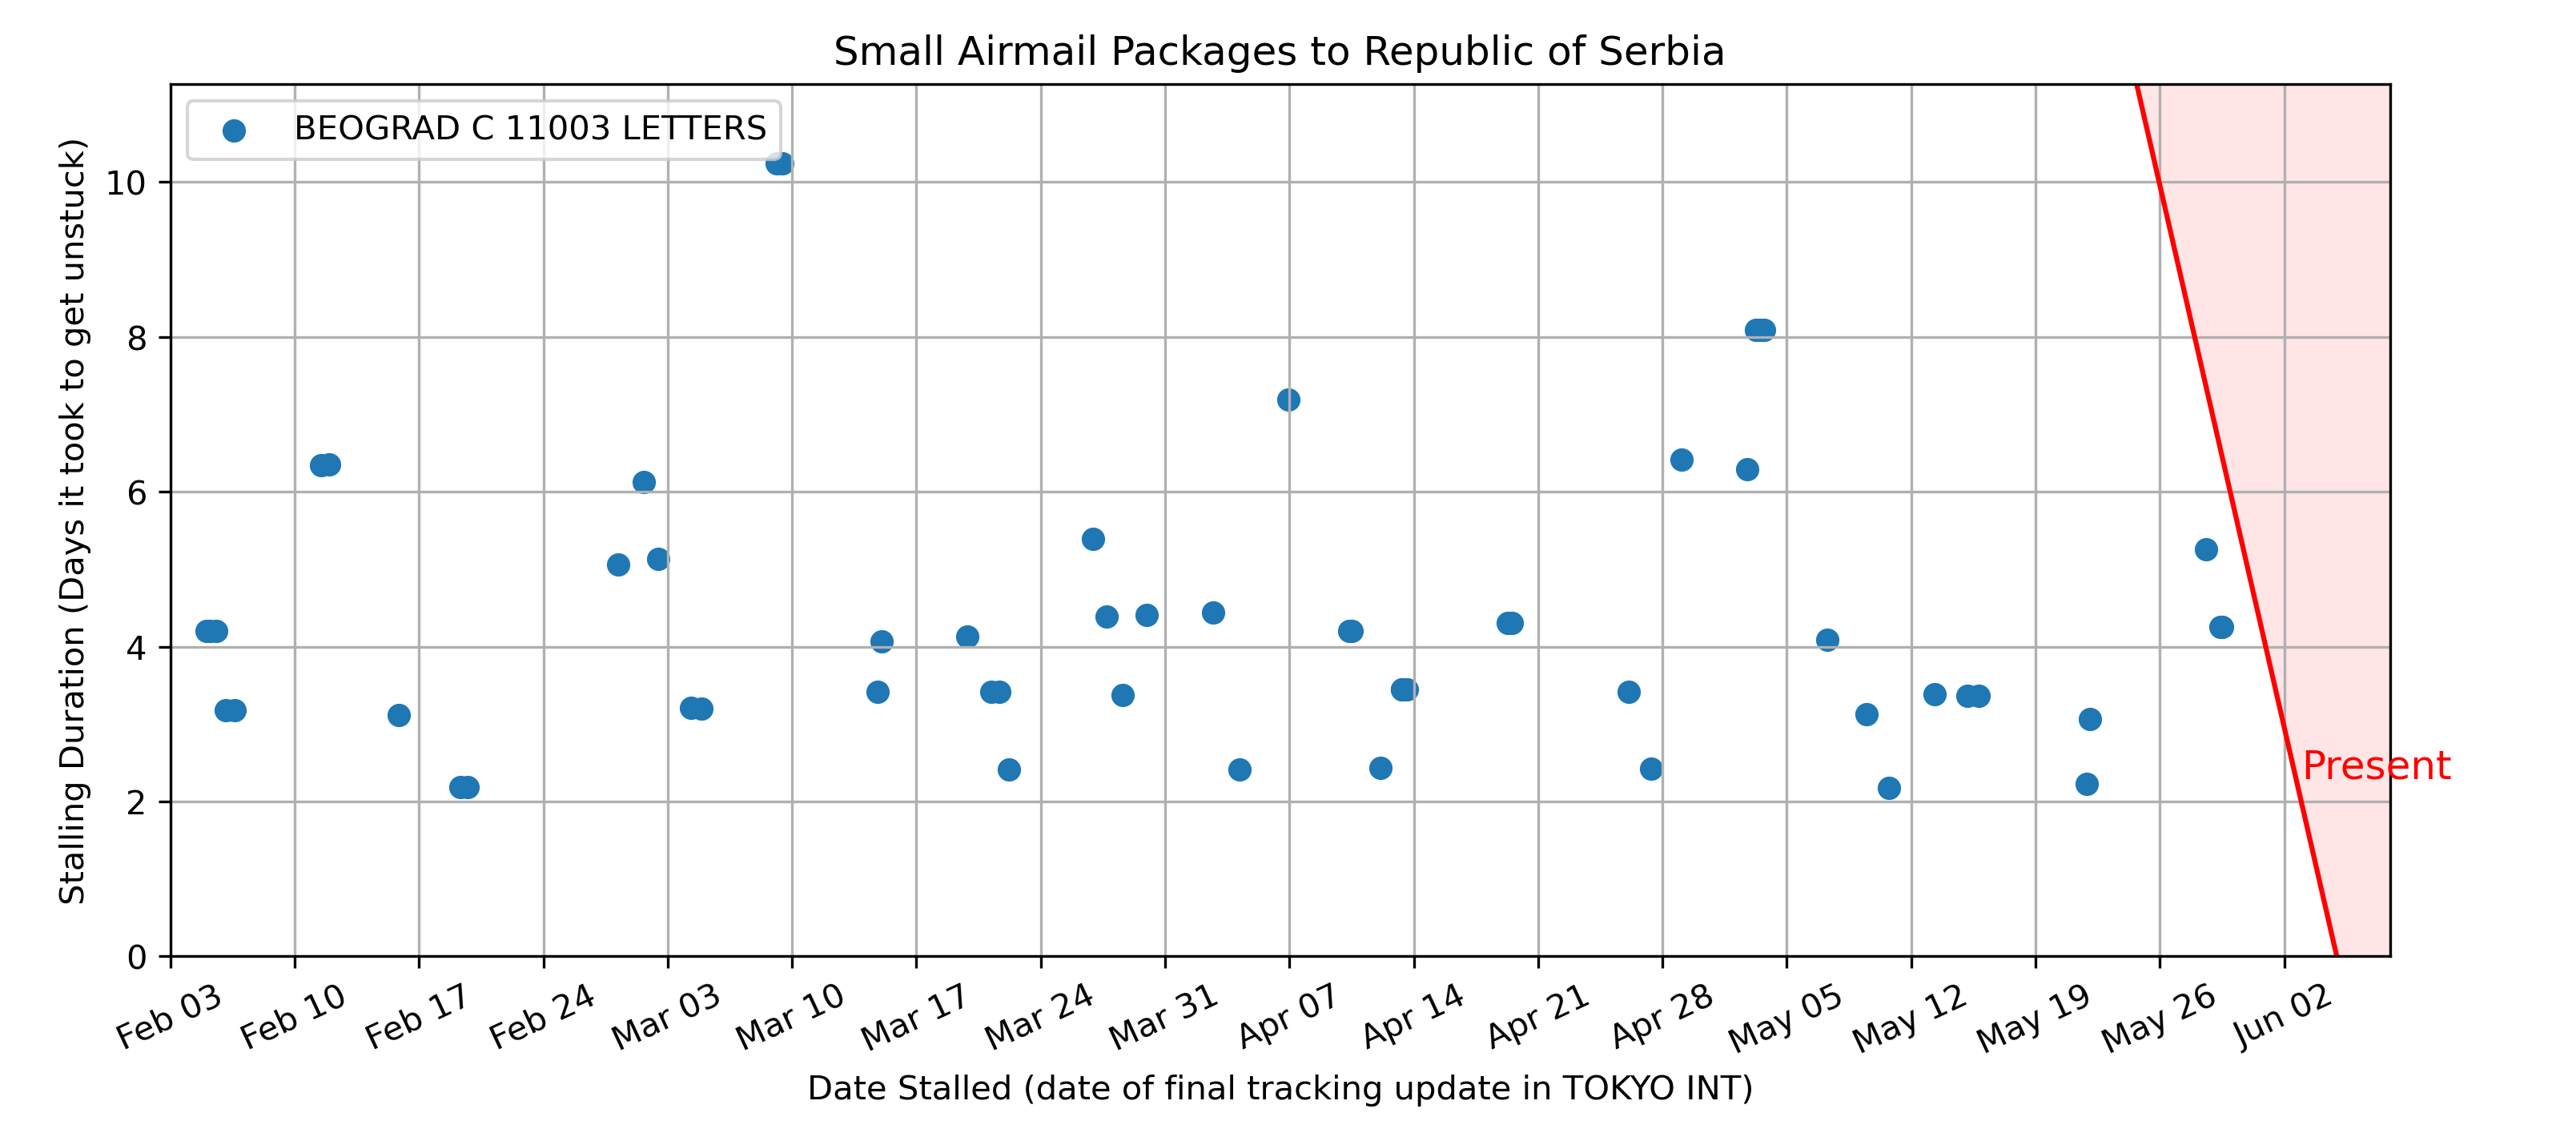 Small Airmail Packages to Republic of Serbia
BEOGRAD C 11003 LETTERS
Stalling Duration (Days it took to get unstuck)
10
8
6
4
2
0
Present
Feb 03 Feb 10 Feb 17 Feb 24 Mar 03 Mar 10 Mar 17 Mar 24 Mar 31 Apr 07 Apr 14 Apr 21 Apr 28 May 05 May 12 May 19 May 26 Jun 02
Date Stalled (date of final tracking update in TOKYO INT)